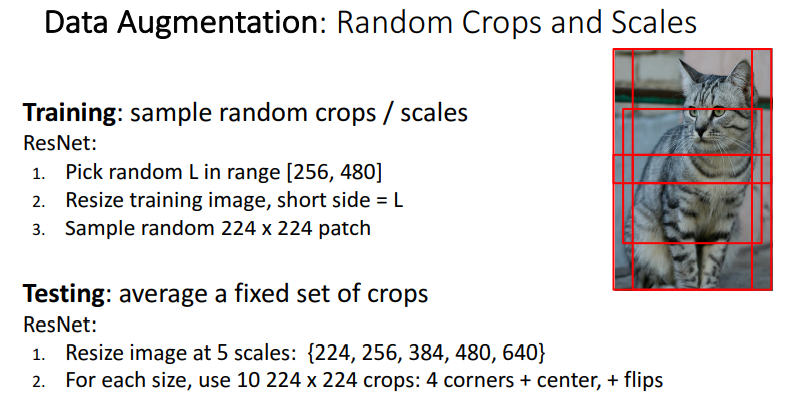 Data Augmentation: Random Crops and Scales
Training: sample random crops / scales
ResNet:
1. Pick random L in range [256, 480]
2. Resize training image, short side = L
3. Sample random 224 x 224 patch
Testing: average a fixed set of crops
ResNet:
1. Resize image at 5 scales: {224, 256, 384, 480, 640}
2. For each size, use 10 224 x 224 crops: 4 corners + center, + flips